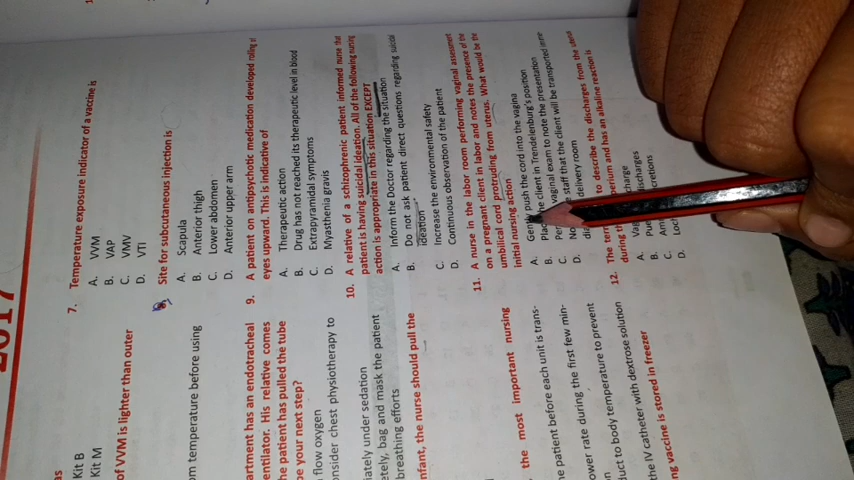 2017
as
Kit B
Kit M
of VVM is lighter than outer
om temperature before using
artment has an endotracheal
entilator. His relative comes
he patient has pulled the tube
be your next step?
flow oxygen
nsider chest physiotherapy to
iately under sedation
etely, bag and mask the patient
breathing efforts
nfant, the nurse should pull the
the most important nursing
e patient before each unit is trans-
ower rate during the first few min-
n
duct to body temperature to prevent
the IV catheter with dextrose solution
ng vaccine is stored in freezer
7. Temperature exposure indicator of a vaccine is
A. VVM
B. VAP
C. VMV
D. VTI
8. Site for subcutaneous injection is
A. Scapula
B. Anterior thigh
C. Lower abdomen
D. Anterior upper arm
9. A patient on antipsychotic medication developed rolling of
eyes upward. This is indicative of
A. Therapeutic action
B. Drug has not reached its therapeutic level in blood
C. Extrapyramidal symptoms
D. Myasthenia gravis
10. A relative of a schizophrenic patient informed nurse that
patient is having suicidal ideation. All of the following nursing
action is appropriate in this situation EXCEPT
A. Inform the Doctor regarding the situation
B. Do not ask patient direct questions regarding suicidal
ideation
C. Increase the environmental safety
D. Continuous observation of the patient
11. A nurse in the labor room performing vaginal assessment
on a pregnant client in labor and notes the presence of the
umbilical cord protruding from uterus. What would be the
initial nursing action
A. Gently push the cord into the vagina
B. Place the client in Trendelenburg's position
C. vaginal exam to note the presentation
D. staff that the client will be transported
delivery room
12. The to describe the discharges from the uterus
during and has an alkaline reaction is
A. discharges
B.
C.
D.